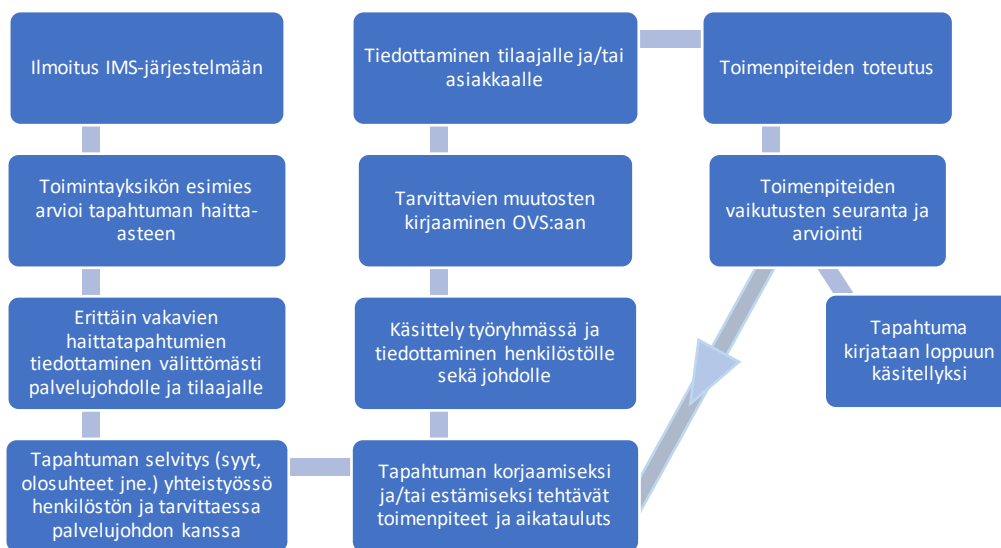 Ilmoitus IMS-järjestelmään
Toimintayksikön esimies
arvioi tapahtuman haitta-
asteen
Erittäin vakavien
haittatapahtumien
tiedottaminen välittömästi
palvelujohdolle ja tilaajalle
Tapahtuman selvitys (syyt,
olosuhteet jne.) yhteistyössö
henkilöstön ja tarvittaessa
palvelujohdon kanssa
Tapahtuman korjaamiseksi
ja/tai estämiseksi tehtävät
toimenpiteet ja aikatauluts
Käsittely työryhmässä ja
tiedottaminen henkilöstölle
sekä johdolle
Tarvittavien muutosten
kirjaaminen OVS:aan
Tiedottaminen tilaajalle ja/tai
asiakkaalle
Toimenpiteiden toteutus
Toimenpiteiden
vaikutusten seuranta ja
arviointi
Tapahtuma
kirjataan loppuun
käsitellyksi